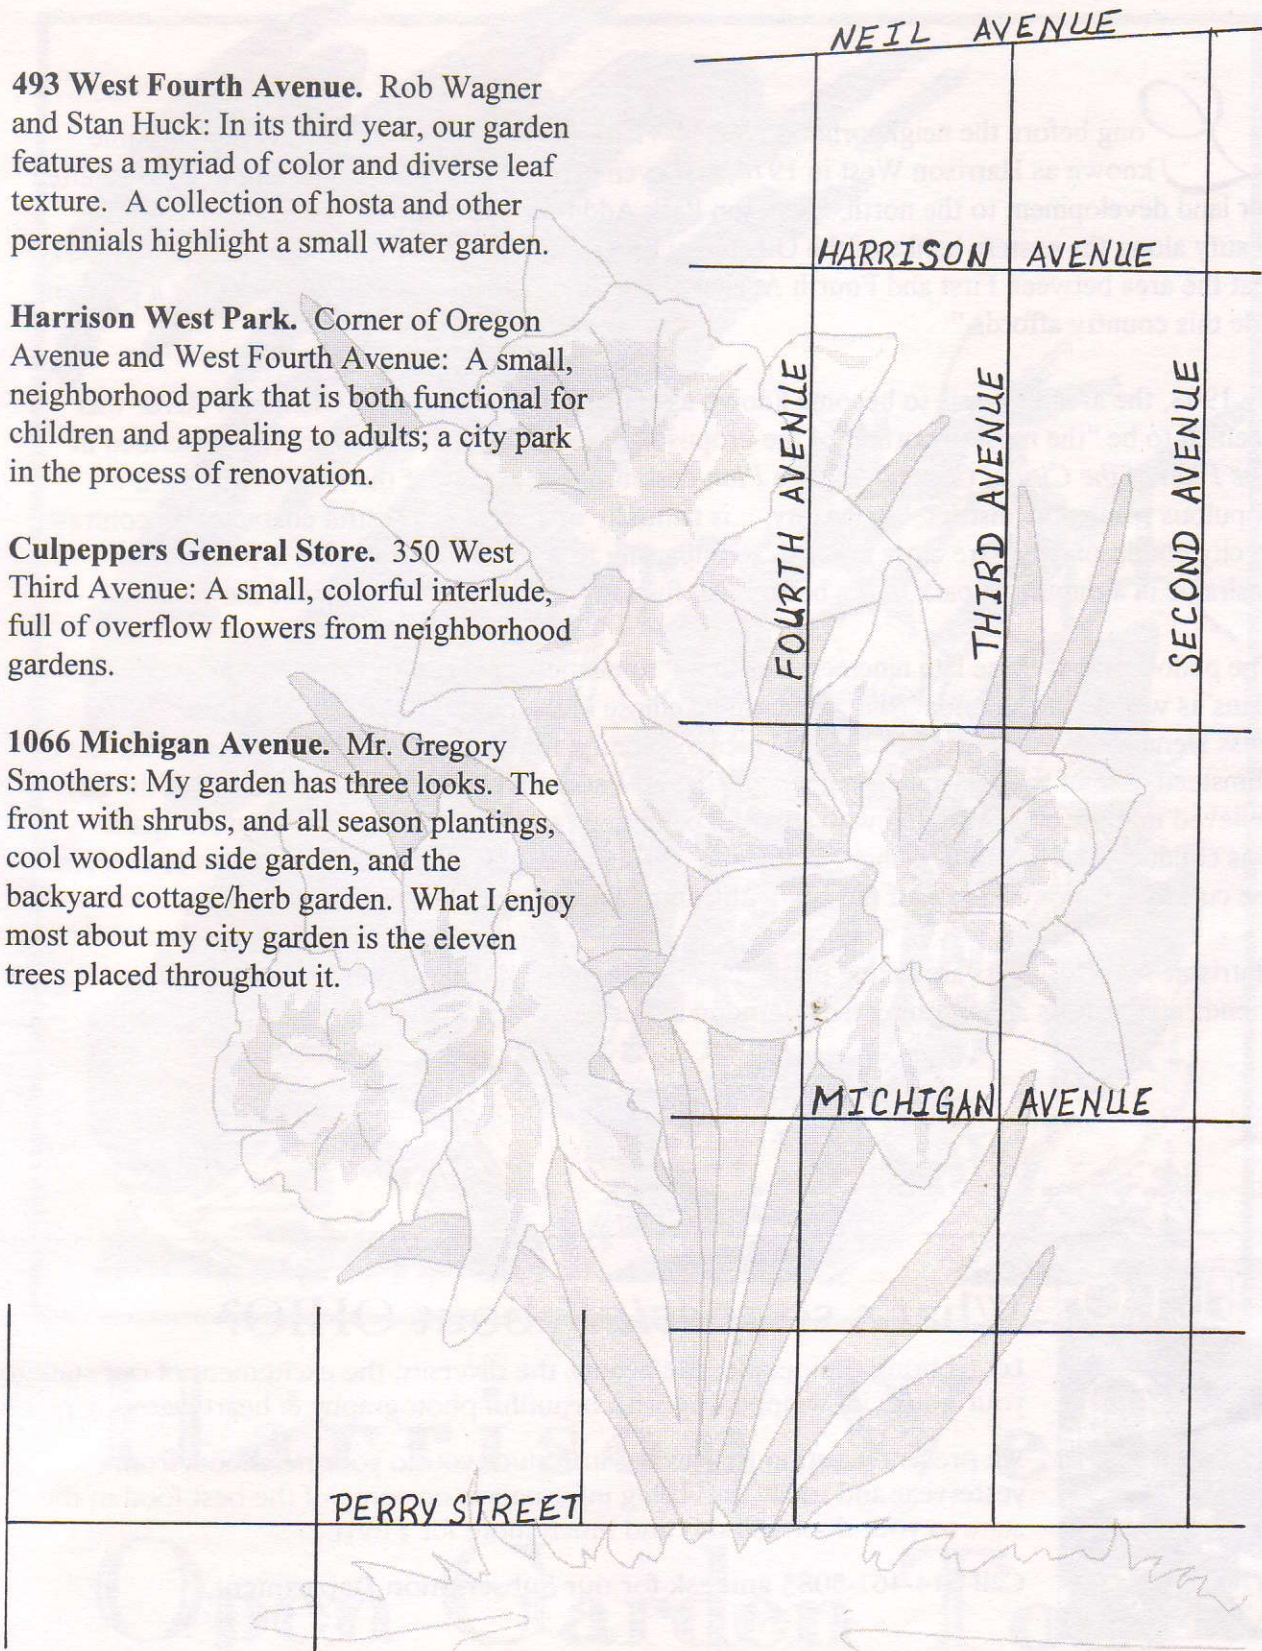 493 West Fourth Avenue. Rob Wagner
and Stan Huck: In its third year, our garden
features a myriad of color and diverse leaf
texture. A collection of hosta and other
perennials highlight a small water garden.
Harrison West Park. Corner of Oregon
Avenue and West Fourth Avenue: A small,
neighborhood park that is both functional for
children and appealing to adults; a city park
in the process of renovation.
Culpeppers General Store. 350 West
Third Avenue: A small, colorful interlude,
full of overflow flowers from neighborhood
gardens.
1066 Michigan Avenue. Mr. Gregory
Smothers: My garden has three looks. The
front with shrubs, and all season plantings,
cool woodland side garden, and the
backyard cottage/herb garden. What I enjoy
most about my city garden is the eleven
trees placed throughout it.
NEIL AVENUE
HARRISON AVENUE
FOURTH AVENUE
THIRD AVENUE
SECOND AVENUE
MICHIGAN AVENUE
PERRY STREET